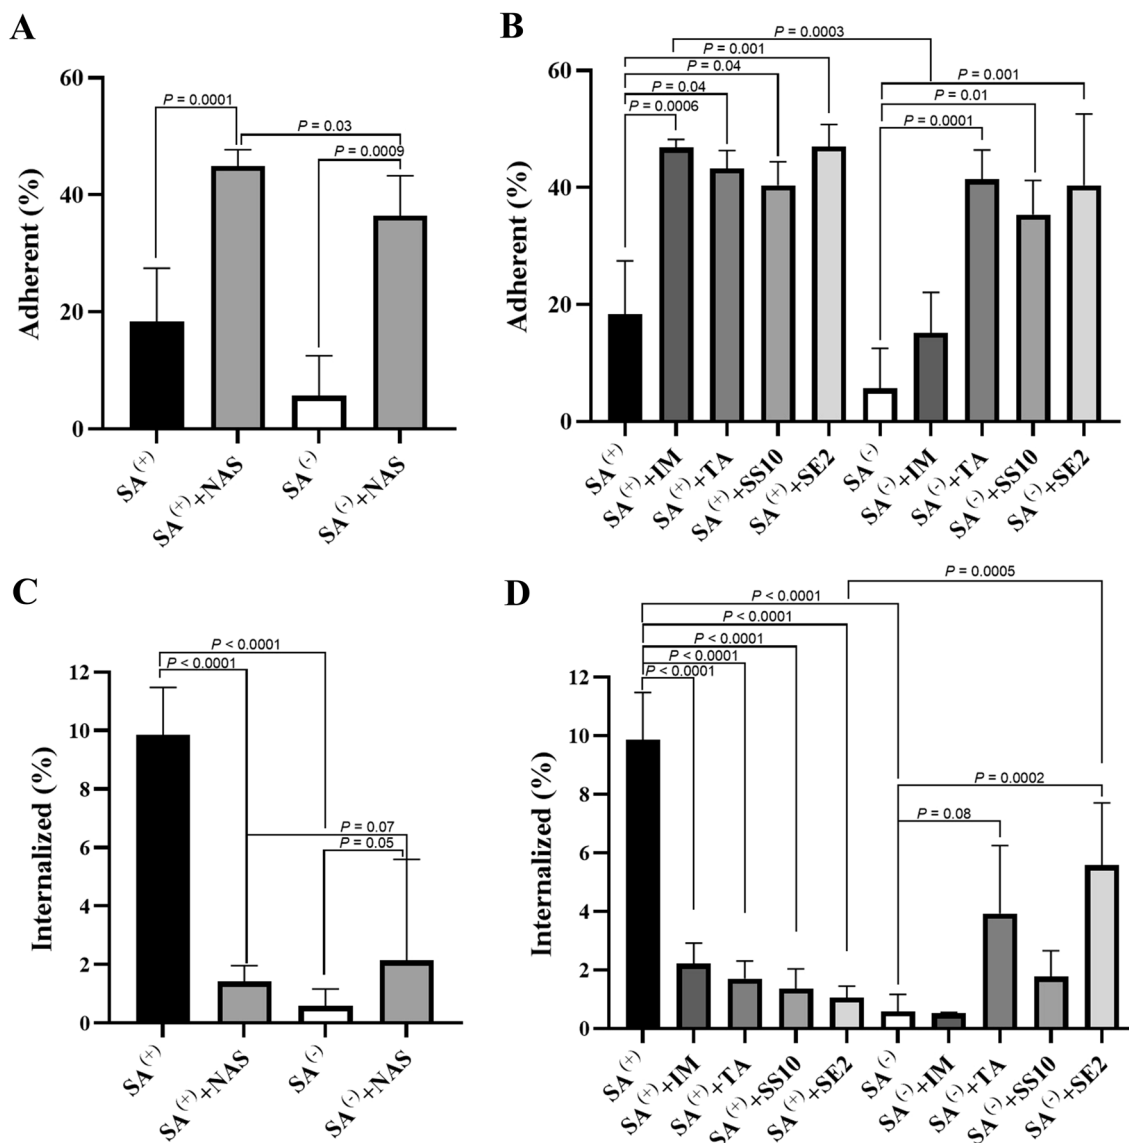 A
Adherent (%)
60
40
20
0
P = 0.0001
P = 0.03
P = 0.0009
SA(+)
SA(+)+NAS
SA(-)
SA(-)+NAS
B
Adherent (%)
60
40
20
0
P = 0.0003
P = 0.001
P = 0.04
P = 0.04
P = 0.0006
P = 0.001
P = 0.01
P = 0.0001
SA(+)
SA(+)+IM
SA(+)+TA
SA(+)+SS10
SA(+)+SE2
SA(-)
SA(-)+IM
SA(-)+TA
SA(-)+SS10
SA(-)+SE2
C
Internalized (%)
12
10
8
6
4
2
0
P < 0.0001
P < 0.0001
P = 0.07
P = 0.05
SA(+)
SA(+)+NAS
SA(-)
SA(-)+NAS
D
Internalized (%)
12
10
8
6
4
2
0
P = 0.0005
P < 0.0001
P < 0.0001
P < 0.0001
P < 0.0001
P < 0.0001
P = 0.0002
P = 0.08
SA(+)
SA(+)+IM
SA(+)+TA
SA(+)+SS10
SA(+)+SE2
SA(-)
SA(-)+IM
SA(-)+TA
SA(-)+SS10
SA(-)+SE2